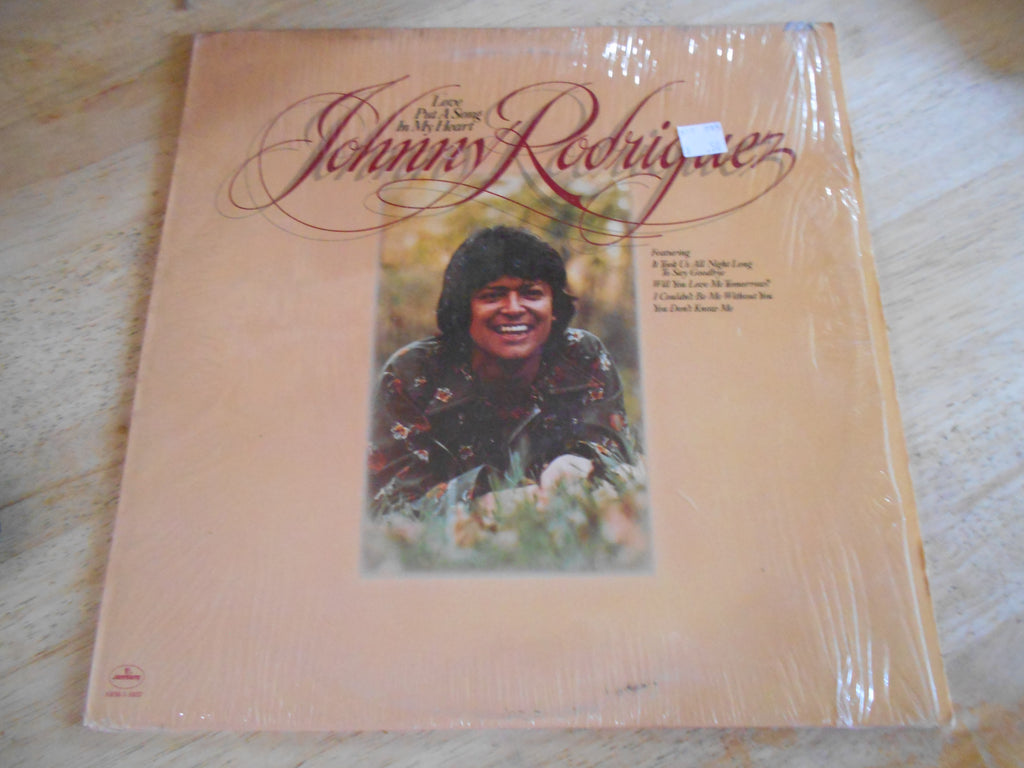 Love
Put A Song
In My Heart
Johnny Rodriguez
Featuring
It Took Us All Night Long
To Say Goodbye
Will You Love Me Tomorrow?
I Couldn't Be Me Without You
You Don't Know Me